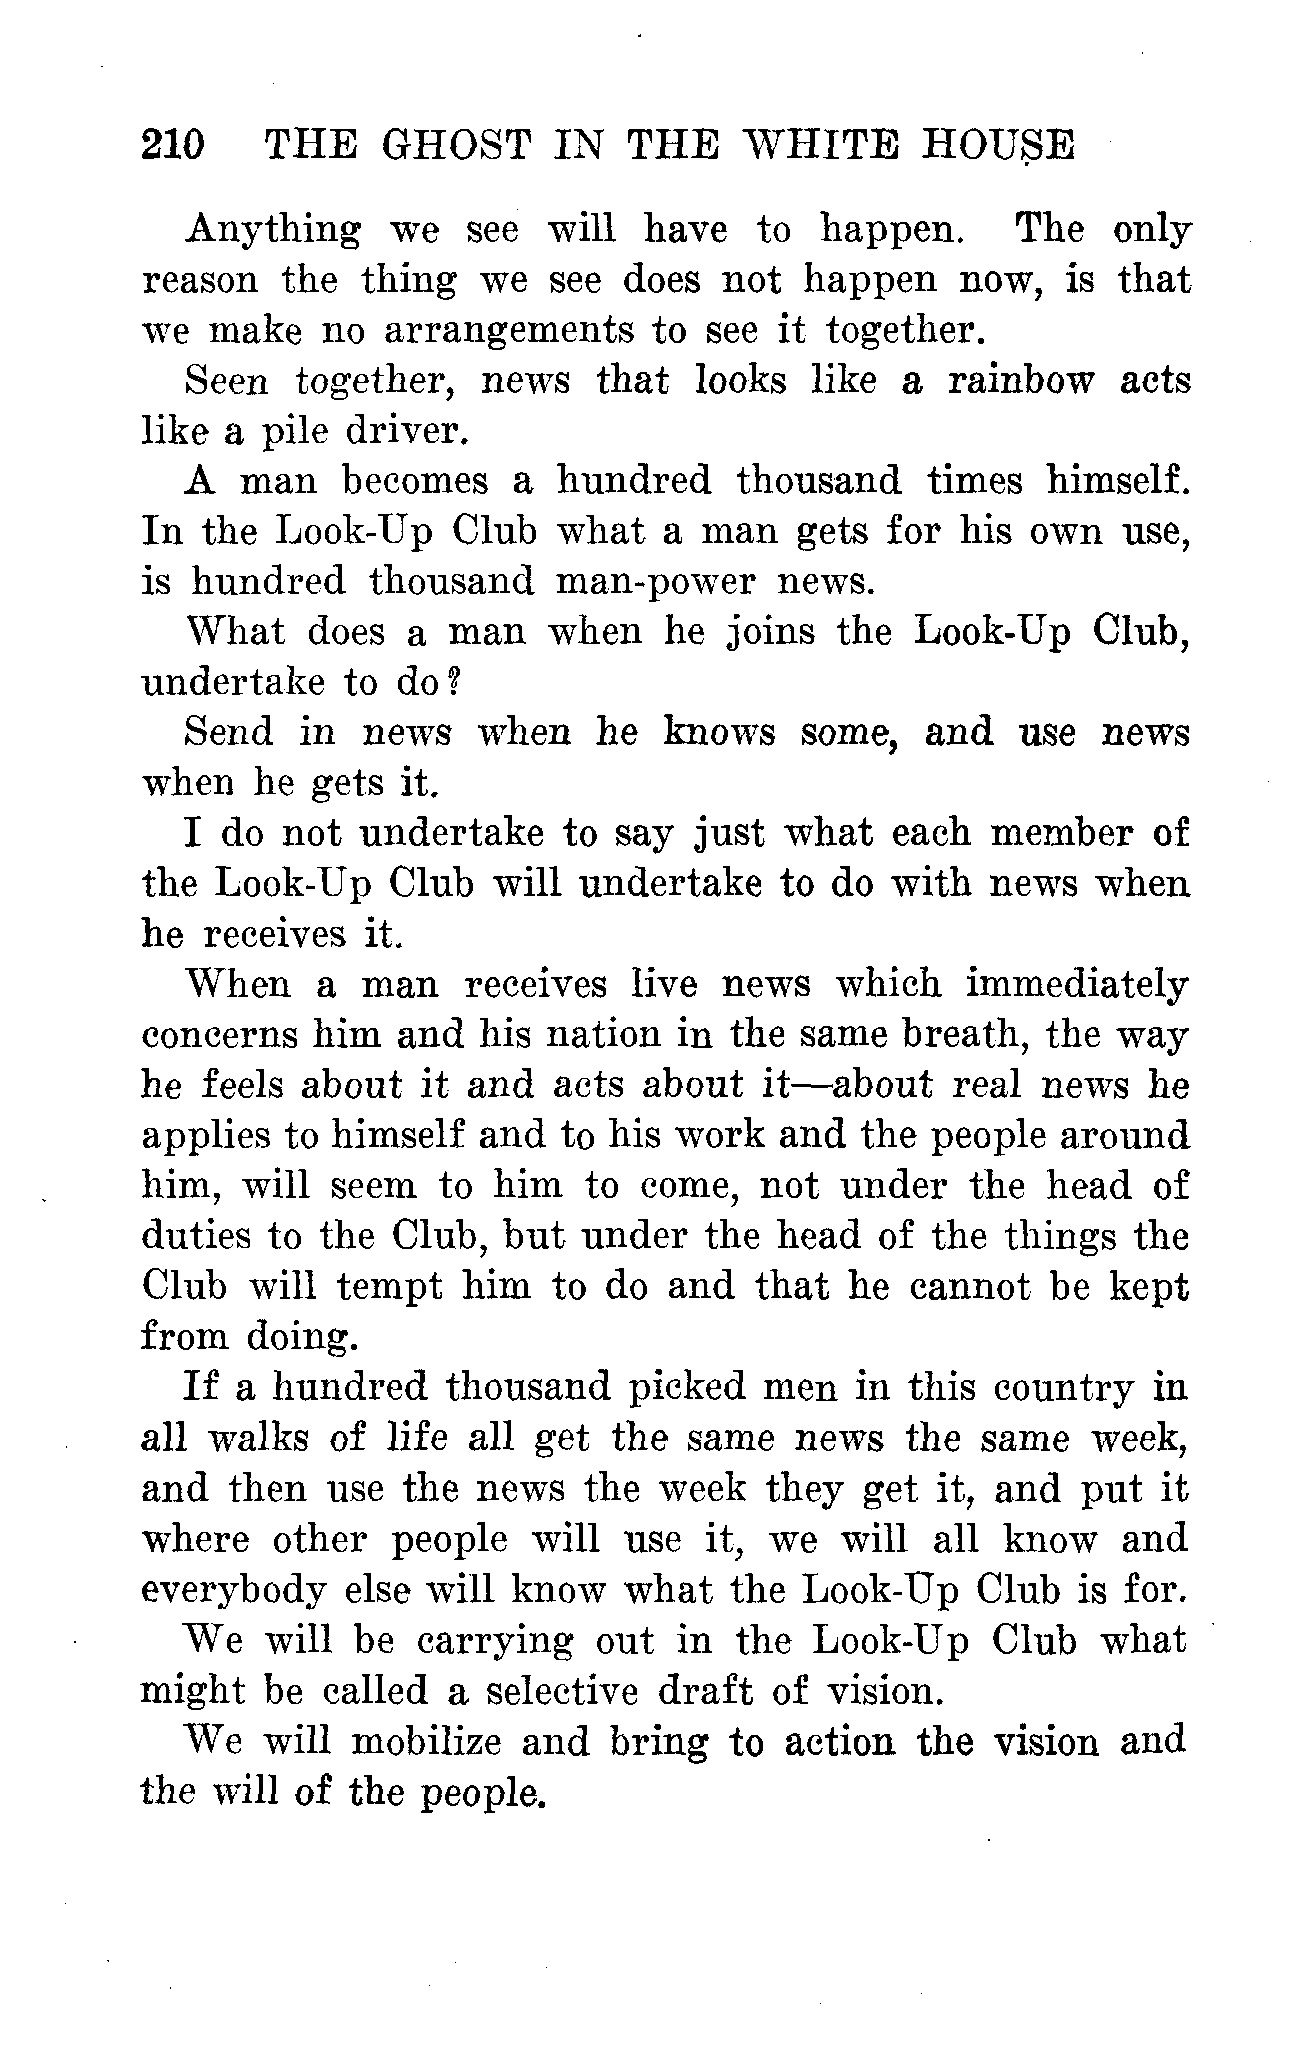 210 THE GHOST IN THE WHITE HOUSE
Anything we see will have to happen. The only
reason the thing we see does not happen now, is that
we make no arrangements to see it together.
Seen together, news that looks like a rainbow acts
like a pile driver.
A man becomes a hundred thousand times himself.
In the Look-Up Club what a man gets for his own use,
is hundred thousand man-power news.
What does a man when he joins the Look-Up Club,
undertake to do?
Send in news when he knows some, and use news
when he gets it.
I do not undertake to say just what each member of
the Look-Up Club will undertake to do with news when
he receives it.
When a man receives live news which immediately
concerns him and his nation in the same breath, the way
he feels about it and acts about it—about real news he
applies to himself and to his work and the people around
him, will seem to him to come, not under the head of
duties to the Club, but under the head of the things the
Club will tempt him to do and that he cannot be kept
from doing.
If a hundred thousand picked men in this country in
all walks of life all get the same news the same week,
and then use the news the week they get it, and put it
where other people will use it, we will all know and
everybody else will know what the Look-Up Club is for.
We will be carrying out in the Look-Up Club what
might be called a selective draft of vision.
We will mobilize and bring to action the vision and
the will of the people.